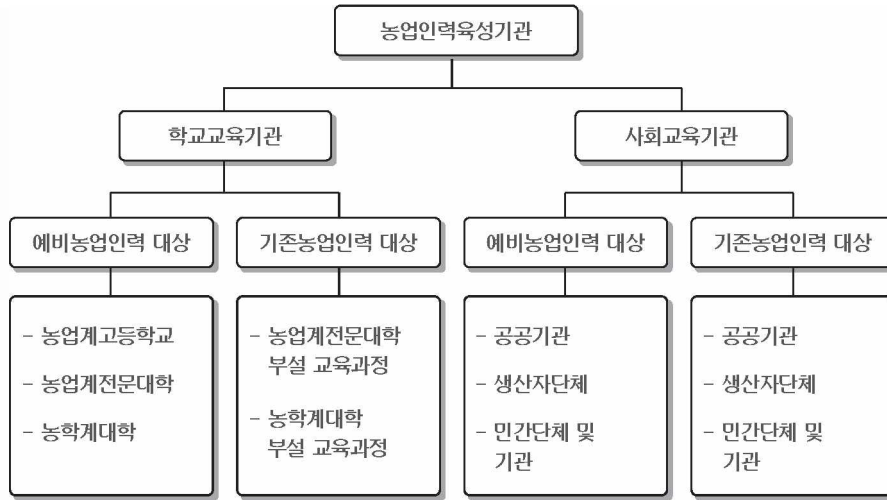 농업인력육성기관
학교교육기관
사회교육기관
예비농업인력 대상
기존농업인력 대상
예비농업인력 대상
기존농업인력 대상
- 농업계고등학교
- 농업계전문대학
- 농학계대학
- 농업계전문대학
부설 교육과정
- 농학계대학
부설 교육과정
- 공공기관
- 생산자단체
- 민간단체 및
기관
- 공공기관
- 생산자단체
- 민간단체 및
기관